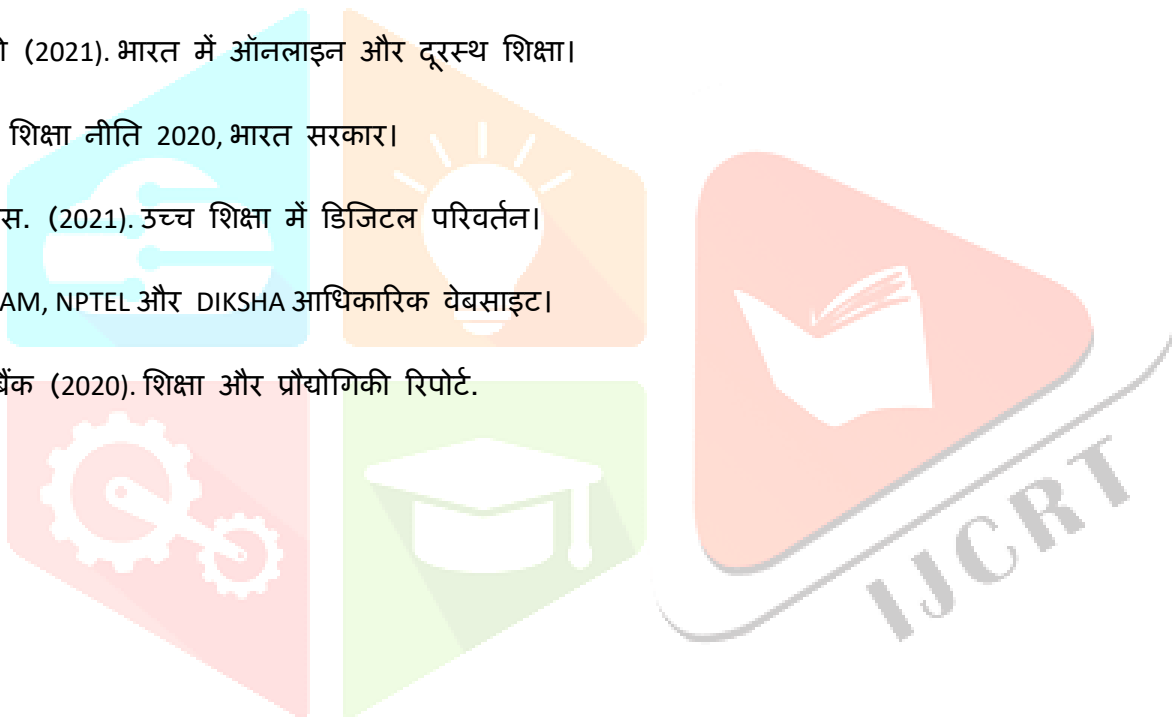 (2021). भारत में ऑनलाइन और दूरस्थ शिक्षा।
शिक्षा नीति 2020, भारत सरकार।
स. (2021). उच्च शिक्षा में डिजिटल परिवर्तन।
AM, NPTEL और DIKSHA आधिकारिक वेबसाइट।
बैंक (2020). शिक्षा और प्रौद्योगिकी रिपोर्ट.
IJCRT